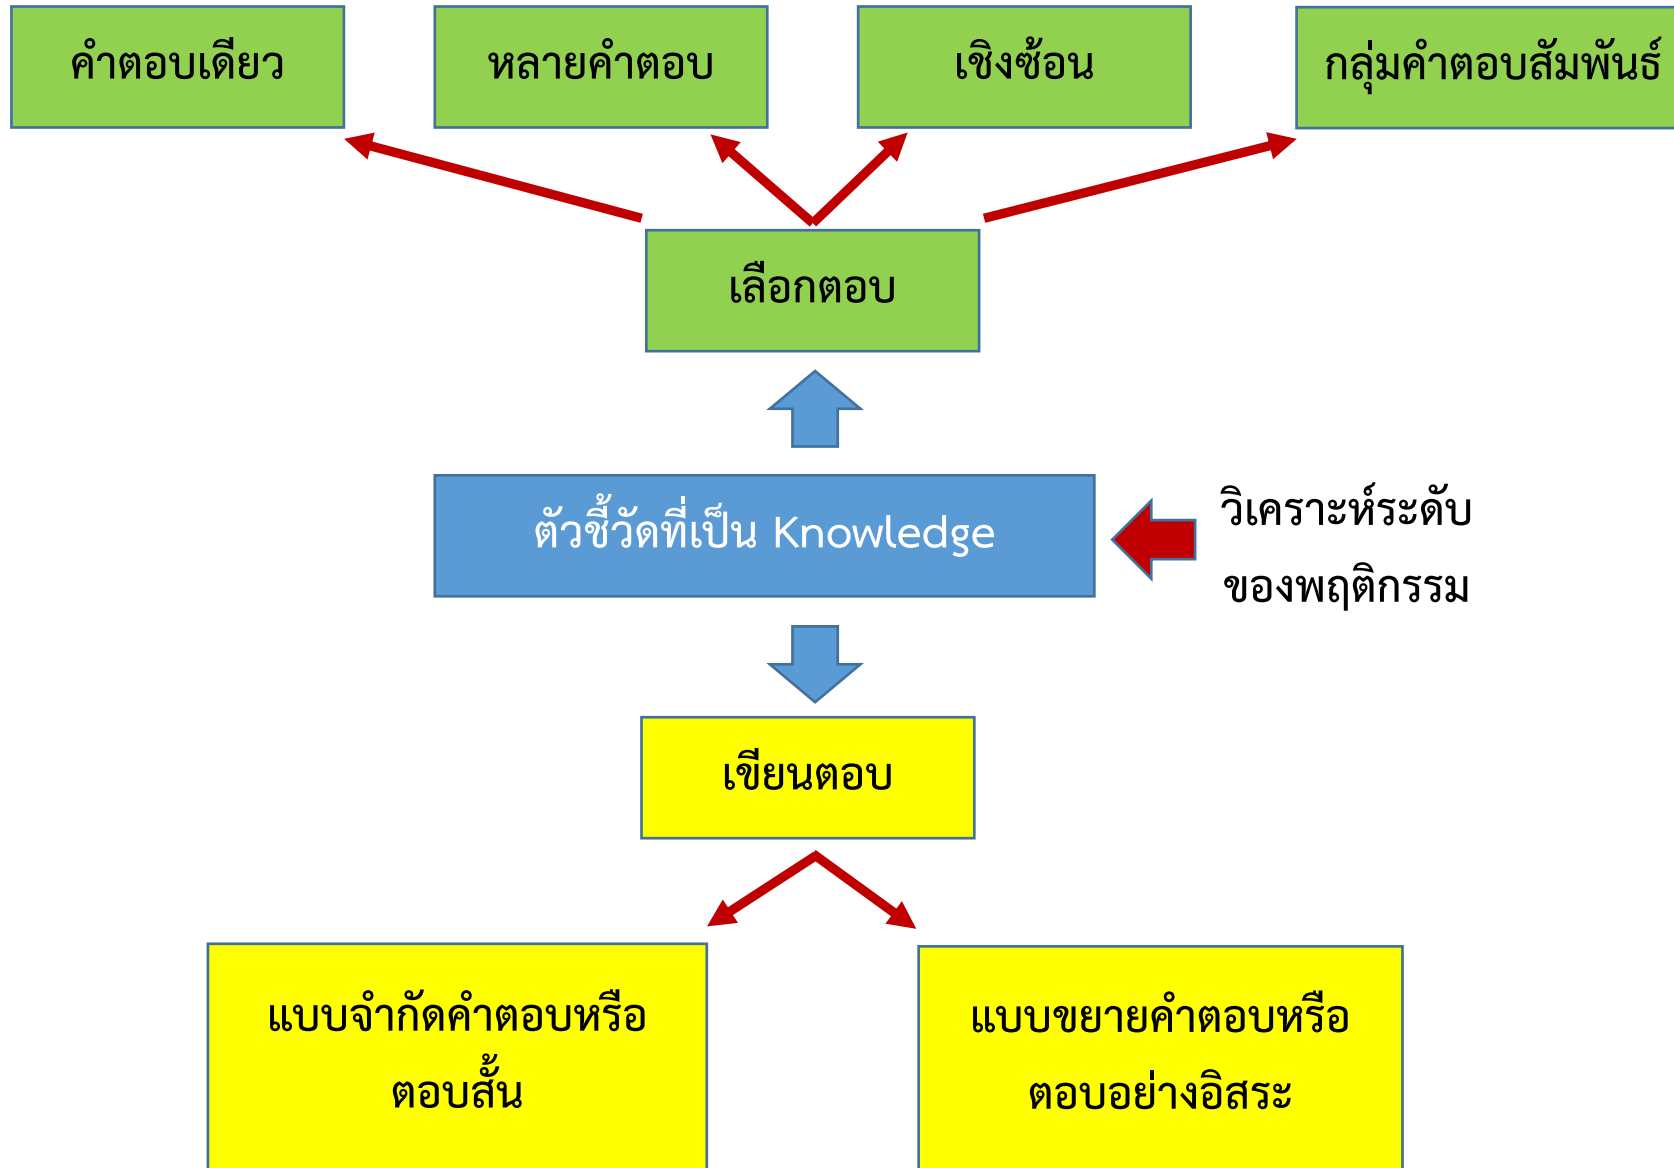 คำตอบเดียว
หลายคำตอบ
เชิงซ้อน
กลุ่มคำตอบสัมพันธ์
เลือกตอบ
ตัวชี้วัดที่เป็น Knowledge
วิเคราะห์ระดับ
ของพฤติกรรม
เขียนตอบ
แบบจำกัดคำตอบหรือ
ตอบสั้น
แบบขยายคำตอบหรือ
ตอบอย่างอิสระ